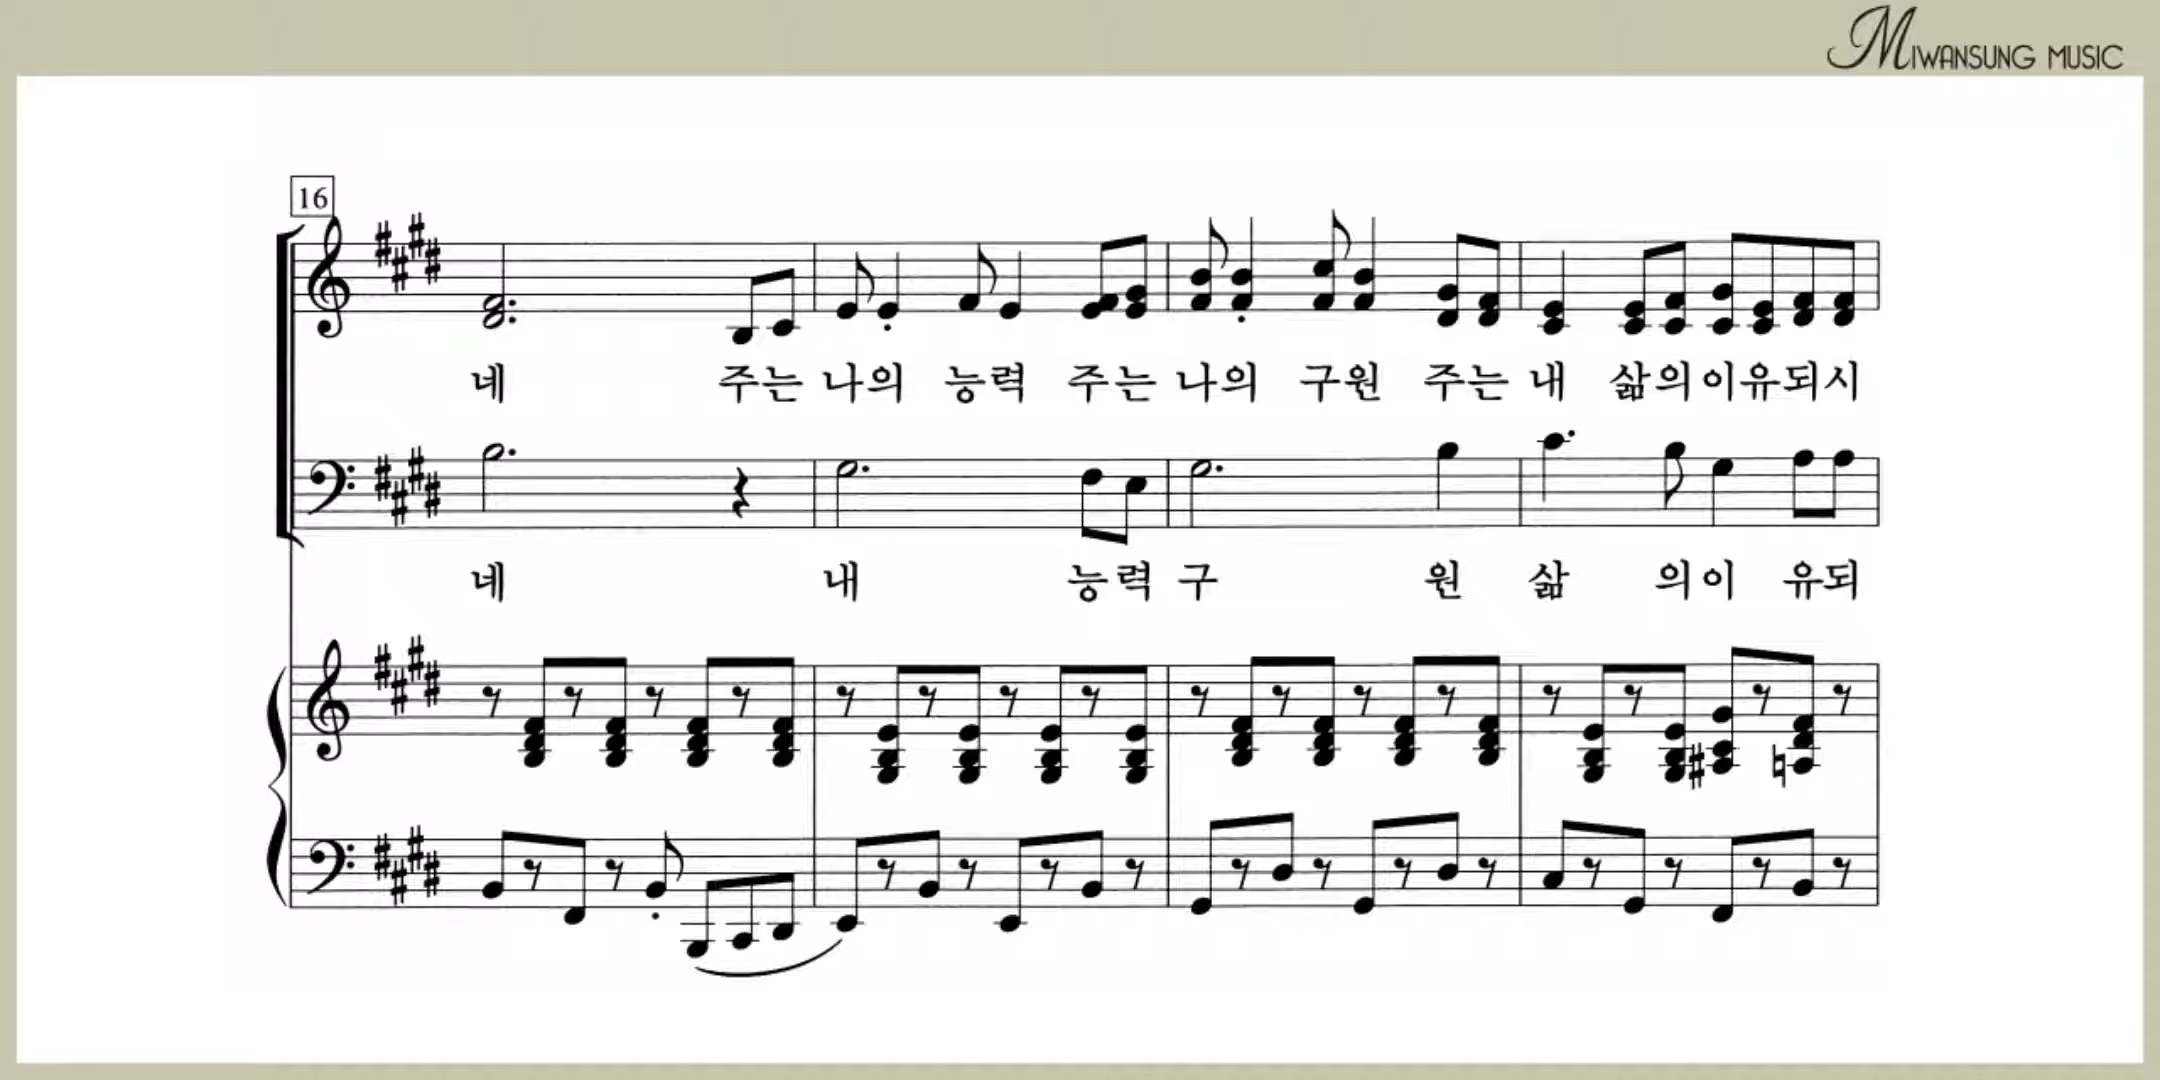 MIWANSUNG MUSIC
16
네 주는 나의 능력 주는 나의 구원 주는 내 삶의 이유되시
네 내 능력 구 원 삶 의이 유되